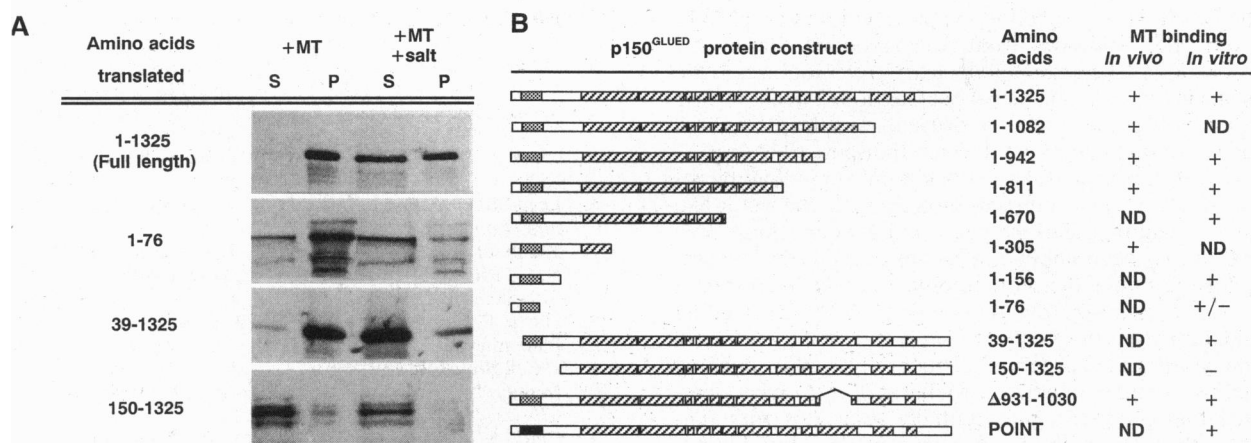 A
Amino acids
translated
+MT
+MT
+salt
S P S P
1-1325
(Full length)
1-76
39-1325
150-1325
B
p150GLUED protein construct
Amino
acids
MT binding
In vivo In vitro
1-1325 + +
1-1082 + ND
1-942 + +
1-811 + +
1-670 ND +
1-305 + ND
1-156 ND +
1-76 ND +/−
39-1325 ND +
150-1325 ND −
Δ931-1030 + +
POINT ND +